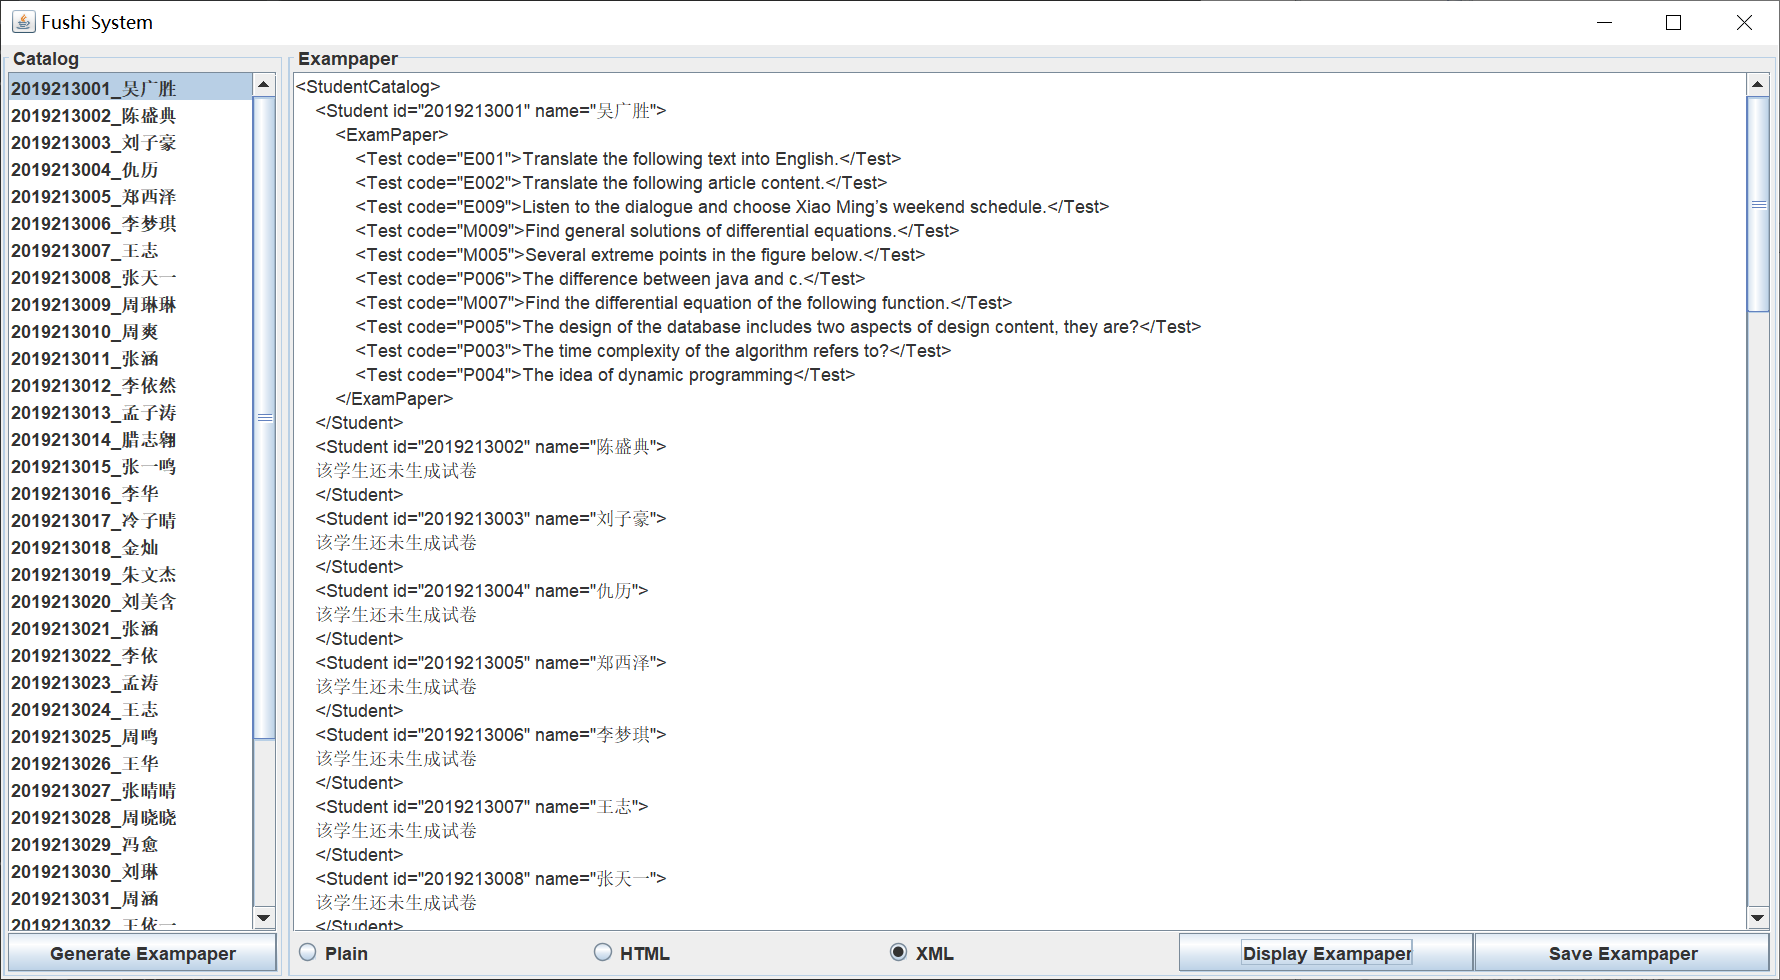 Fushi System
Catalog
2019213001_吴广胜
2019213002_陈盛典
2019213003_刘子豪
2019213004_仇历
2019213005_郑西泽
2019213006_李梦琪
2019213007_王志
2019213008_张天一
2019213009_周琳琳
2019213010_周爽
2019213011_张涵
2019213012_李依然
2019213013_孟子涛
2019213014_腊志翱
2019213015_张一鸣
2019213016_李华
2019213017_冷子晴
2019213018_金灿
2019213019_朱文杰
2019213020_刘美含
2019213021_张涵
2019213022_李依
2019213023_孟涛
2019213024_王志
2019213025_周鸣
2019213026_王华
2019213027_张晴晴
2019213028_周晓晓
2019213029_冯愈
2019213030_刘琳
2019213031_周涵
2019213032_王依一
Generate Exampaper
Exampaper
<StudentCatalog>
<Student id="2019213001" name="吴广胜">
<ExamPaper>
<Test code="E001">Translate the following text into English.</Test>
<Test code="E002">Translate the following article content.</Test>
<Test code="E009">Listen to the dialogue and choose Xiao Ming’s weekend schedule.</Test>
<Test code="M009">Find general solutions of differential equations.</Test>
<Test code="M005">Several extreme points in the figure below.</Test>
<Test code="P006">The difference between java and c.</Test>
<Test code="M007">Find the differential equation of the following function.</Test>
<Test code="P005">The design of the database includes two aspects of design content, they are?</Test>
<Test code="P003">The time complexity of the algorithm refers to?</Test>
<Test code="P004">The idea of dynamic programming</Test>
</ExamPaper>
</Student>
<Student id="2019213002" name="陈盛典">
该学生还未生成试卷
</Student>
<Student id="2019213003" name="刘子豪">
该学生还未生成试卷
</Student>
<Student id="2019213004" name="仇历">
该学生还未生成试卷
</Student>
<Student id="2019213005" name="郑西泽">
该学生还未生成试卷
</Student>
<Student id="2019213006" name="李梦琪">
该学生还未生成试卷
</Student>
<Student id="2019213007" name="王志">
该学生还未生成试卷
</Student>
<Student id="2019213008" name="张天一">
该学生还未生成试卷
</Student>
Plain
HTML
XML
Display Exampaper
Save Exampaper